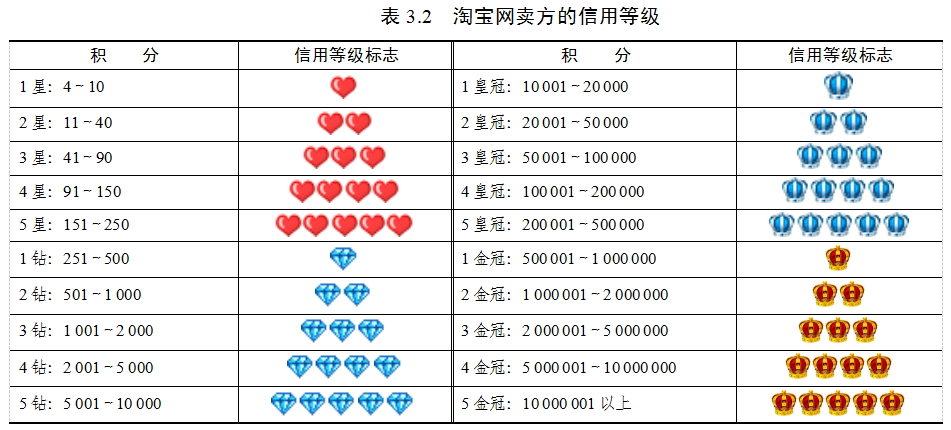 表 3.2 淘宝网卖方的信用等级
积 分 信用等级标志 积 分 信用等级标志
1 星：4~10 1 皇冠：10 001~20 000
2 星：11~40 2 皇冠：20 001~50 000
3 星：41~90 3 皇冠：50 001~100 000
4 星：91~150 4 皇冠：100 001~200 000
5 星：151~250 5 皇冠：200 001~500 000
1 钻：251~500 1 金冠：500 001~1 000 000
2 钻：501~1 000 2 金冠：1 000 001~2 000 000
3 钻：1 001~2 000 3 金冠：2 000 001~5 000 000
4 钻：2 001~5 000 4 金冠：5 000 001~10 000 000
5 钻：5 001~10 000 5 金冠：10 000 001 以上